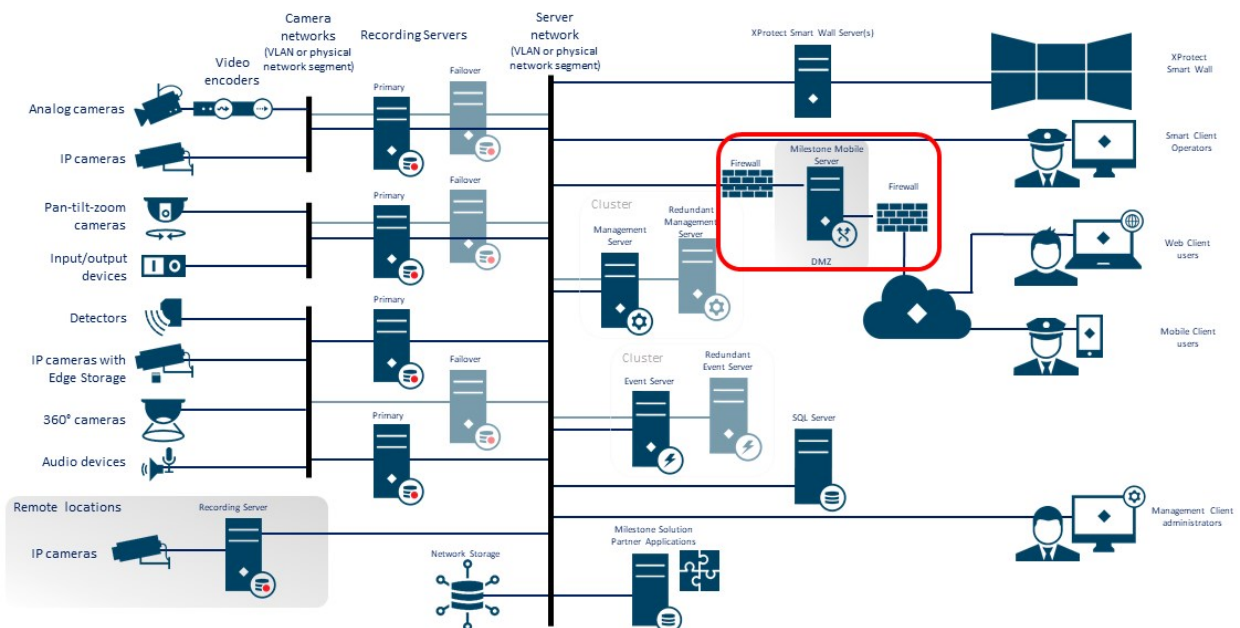 Camera
networks
(VLAN or physical
network segment)
Recording Servers
Server
network
(VLAN or physical
network segment)
Video
encoders
XProtect Smart Wall Server(s)
XProtect
Smart Wall
Analog cameras
Primary
Failover
IP cameras
Smart Client
Operators
Firewall
Milestone Mobile
Server
Firewall
DMZ
Pan-tilt-zoom
cameras
Primary
Failover
Cluster
Management
Server
Redundant
Management
Server
Web Client
users
Input/output
devices
Detectors
Primary
Mobile Client
users
IP cameras with
Edge Storage
Failover
Cluster
Event Server
Redundant
Event Server
360° cameras
Primary
SQL Server
Audio devices
Remote locations
Recording Server
IP cameras
Management Client
administrators
Network Storage
Milestone Solution
Partner Applications